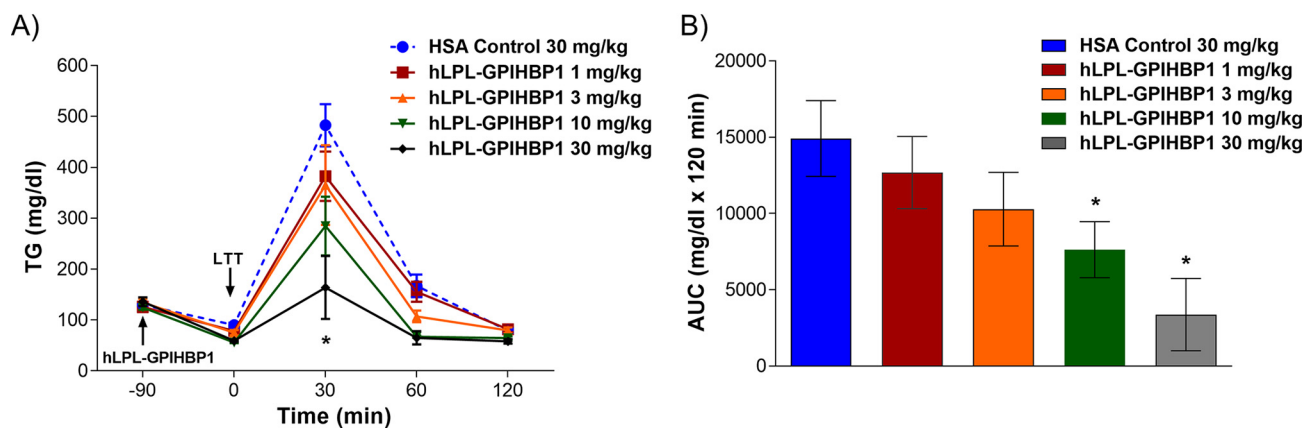 A)
HSA Control 30 mg/kg
hLPL-GPIHBP1 1 mg/kg
hLPL-GPIHBP1 3 mg/kg
hLPL-GPIHBP1 10 mg/kg
hLPL-GPIHBP1 30 mg/kg
TG (mg/dl)
600
500
400
300
200
100
0
LTT
hLPL-GPIHBP1
*
-90
0
30
60
120
Time (min)
B)
HSA Control 30 mg/kg
hLPL-GPIHBP1 1 mg/kg
hLPL-GPIHBP1 3 mg/kg
hLPL-GPIHBP1 10 mg/kg
hLPL-GPIHBP1 30 mg/kg
AUC (mg/dl x 120 min)
20000
15000
10000
5000
0
*
*